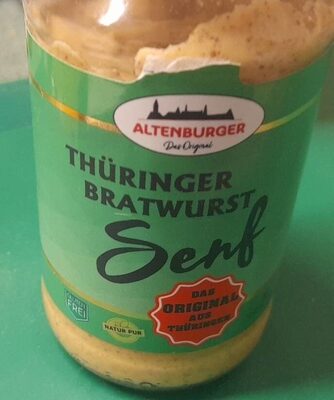 ALTENBURGER
Das Original
THÜRINGER
BRATWURST
Senf
DAS
ORIGINAL
AUS
THÜRINGEN
FREI
NATUR PUR